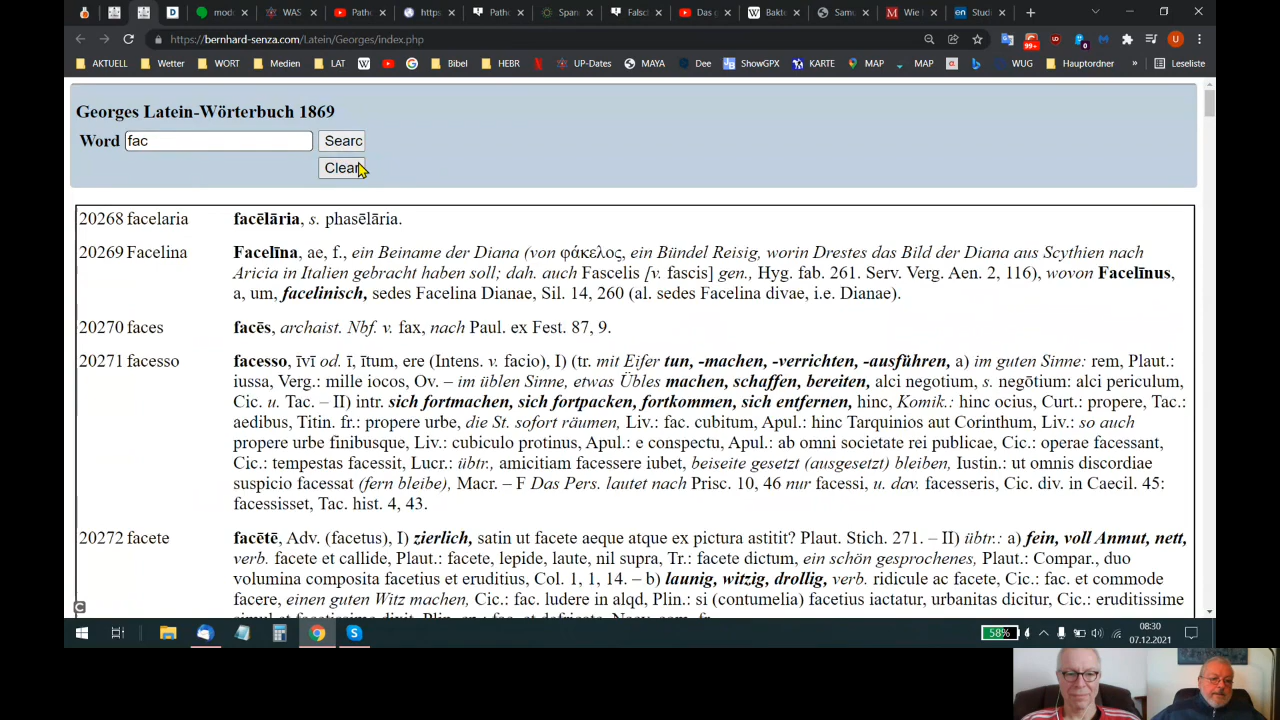 mod
WAS
Path
https
Path
Span
Falsc
Das g
Bakte
Samu
Wie l
Studi
https://bernhard-senza.com/Latein/Georges/index.php
AKTUELL Wetter WORT Medien LAT Bibel HEBR UP-Dates MAYA Dee ShowGPX KARTE MAP MAP WUG Hauptordner » Leseliste
Georges Latein-Wörterbuch 1869
Word fac Searc
Clear
20268 facelaria facēlāria, s. phasēlāria.
20269 Facelina Facelīna, ae, f., ein Beiname der Diana (von φάκελος, ein Bündel Reisig, worin Drestes das Bild der Diana aus Scythien nach
Aricia in Italien gebracht haben soll; dah. auch Fascelis [v. fascis] gen., Hyg. fab. 261. Serv. Verg. Aen. 2, 116), wovon Facelīnus,
a, um, facelinisch, sedes Facelina Dianae, Sil. 14, 260 (al. sedes Facelina divae, i.e. Dianae).
20270 faces facēs, archaist. Nbf. v. fax, nach Paul. ex Fest. 87, 9.
20271 facesso facesso, īvī od. ī, ītum, ere (Intens. v. facio), I) (tr. mit Eifer tun, -machen, -verrichten, -ausführen, a) im guten Sinne: rem, Plaut.:
iussa, Verg.: mille iocos, Ov. – im üblen Sinne, etwas Übles machen, schaffen, bereiten, alci negotium, s. negōtium: alci periculum,
Cic. u. Tac. – II) intr. sich fortmachen, sich fortpacken, fortkommen, sich entfernen, hinc, Komik.: hinc ocius, Curt.: propere, Tac.:
aedibus, Titin. fr.: propere urbe, die St. sofort räumen, Liv.: fac. cubitum, Apul.: hinc Tarquinios aut Corinthum, Liv.: so auch
propere urbe finibusque, Liv.: cubiculo protinus, Apul.: e conspectu, Apul.: ab omni societate rei publicae, Cic.: operae facessant,
Cic.: tempestas facessit, Lucr.: übtr., amicitiam facessere iubet, beiseite gesetzt (ausgesetzt) bleiben, Iustin.: ut omnis discordiae
suspicio facessat (fern bleibe), Macr. – F Das Pers. lautet nach Prisc. 10, 46 nur facessi, u. dav. facesseris, Cic. div. in Caecil. 45:
facessisset, Tac. hist. 4, 43.
20272 facete facētē, Adv. (facetus), I) zierlich, satin ut facete aeque atque ex pictura astitit? Plaut. Stich. 271. – II) übtr.: a) fein, voll Anmut, nett,
verb. facete et callide, Plaut.: facete, lepide, laute, nil supra, Tr.: facete dictum, ein schön gesprochenes, Plaut.: Compar., duo
volumina composita facetius et eruditius, Col. 1, 1, 14. – b) launig, witzig, drollig, verb. ridicule ac facete, Cic.: fac. et commode
facere, einen guten Witz machen, Cic.: fac. ludere in alqd, Plin.: si (contumelia) facetius iactatur, urbanitas dicitur, Cic.: eruditissime
58% 08:30
07.12.2021